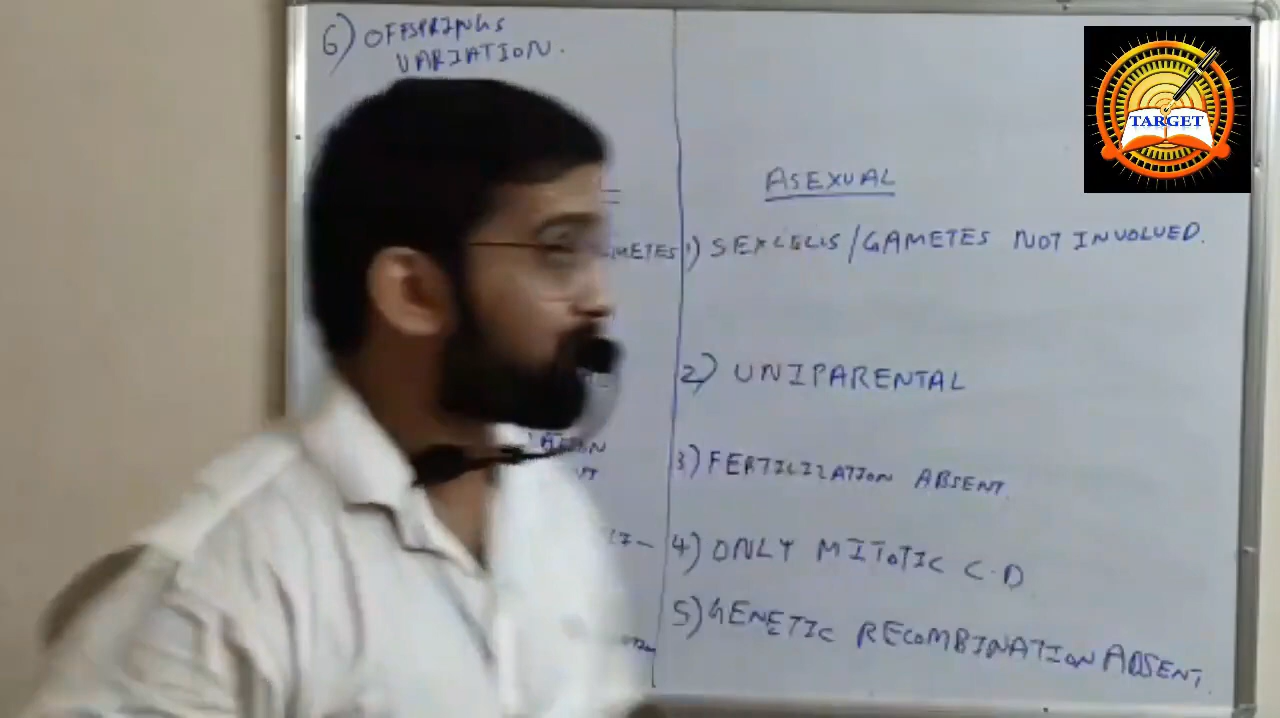 6) OFFSPRINGS
VARIATION.
TARGET
ASEXUAL
1) SEX CELLS/GAMETES NOT INVOLVED.
2) UNIPARENTAL
3) FERTILIZATION ABSENT.
4) ONLY MITOTIC C.D
5) GENETIC RECOMBINATION ABSENT.